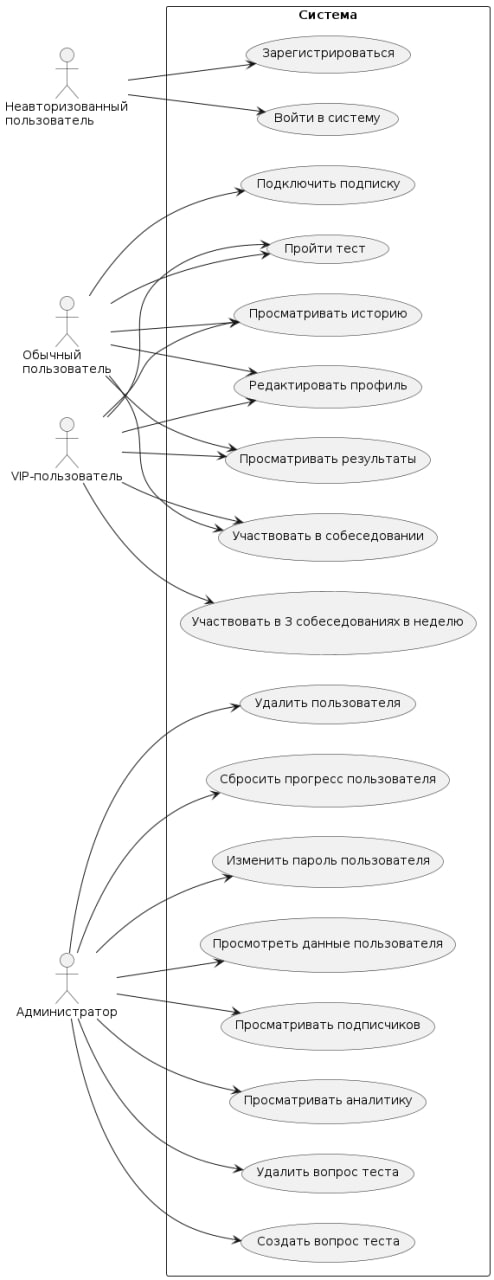 Система
Зарегистрироваться
Неавторизованный
пользователь
Войти в систему
Подключить подписку
Пройти тест
Просматривать историю
Обычный
пользователь
Редактировать профиль
Просматривать результаты
VIP-пользователь
Участвовать в собеседовании
Участвовать в 3 собеседованиях в неделю
Удалить пользователя
Сбросить прогресс пользователя
Изменить пароль пользователя
Просмотреть данные пользователя
Администратор
Просматривать подписчиков
Просматривать аналитику
Удалить вопрос теста
Создать вопрос теста